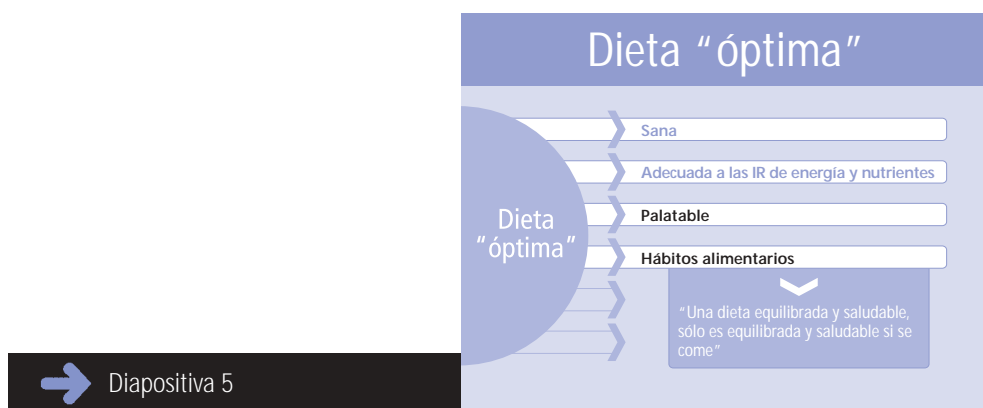 Dieta “óptima”
Sana
Adecuada a las IR de energía y nutrientes
Palatable
Hábitos alimentarios
Dieta
“óptima”
“Una dieta equilibrada y saludable,
sólo es equilibrada y saludable si se
come”
Diapositiva 5